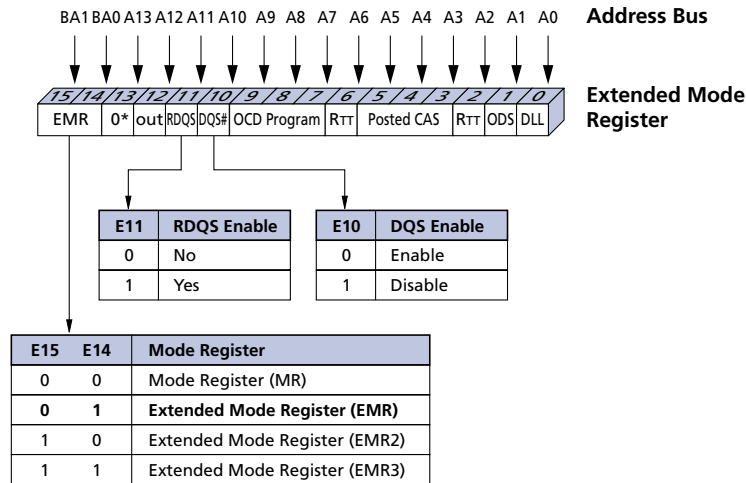 BA1 BA0 A13 A12 A11 A10 A9 A8 A7 A6 A5 A4 A3 A2 A1 A0 Address Bus
15 14 13 12 11 10 9 8 7 6 5 4 3 2 1 0
Extended Mode
Register
EMR 0* out RDQS DQS# OCD Program RTT Posted CAS RTT ODS DLL
E11 RDQS Enable
0 No
1 Yes
E10 DQS Enable
0 Enable
1 Disable
E15 E14 Mode Register
0 0 Mode Register (MR)
0 1 Extended Mode Register (EMR)
1 0 Extended Mode Register (EMR2)
1 1 Extended Mode Register (EMR3)